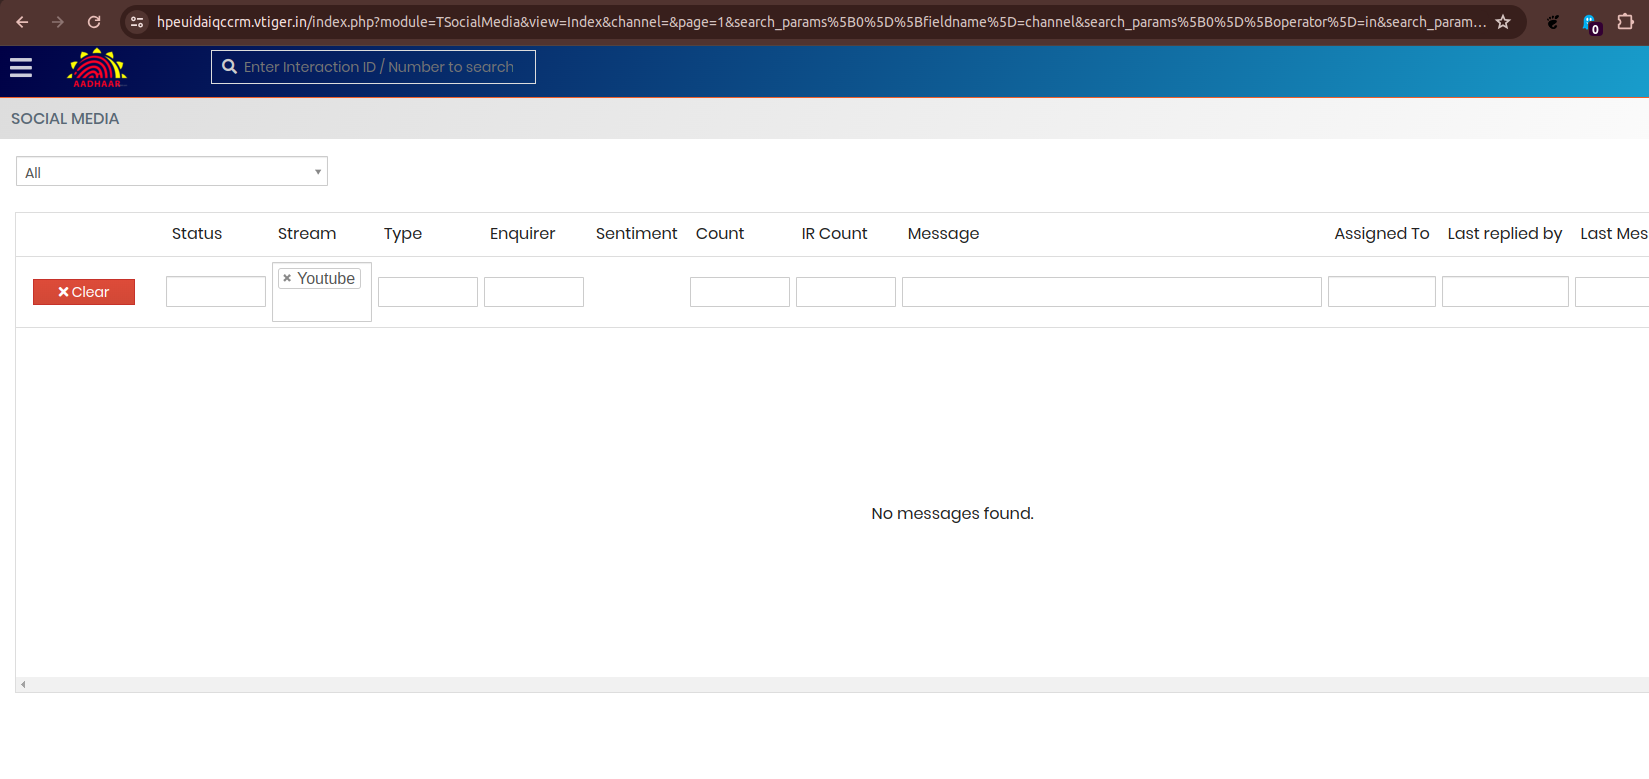 hpeuidaiqccrm.vtiger.in/index.php?module=TSocialMedia&view=Index&channel=&page=1&search_params%5B0%5D%5Bfieldname%5D=channel&search_params%5B0%5D%5Boperator%5D=in&search_param...
0
AADHAAR
Enter Interaction ID / Number to search
SOCIAL MEDIA
All
Status Stream Type Enquirer Sentiment Count IR Count Message Assigned To Last replied by Last Mes
× Clear × Youtube
No messages found.